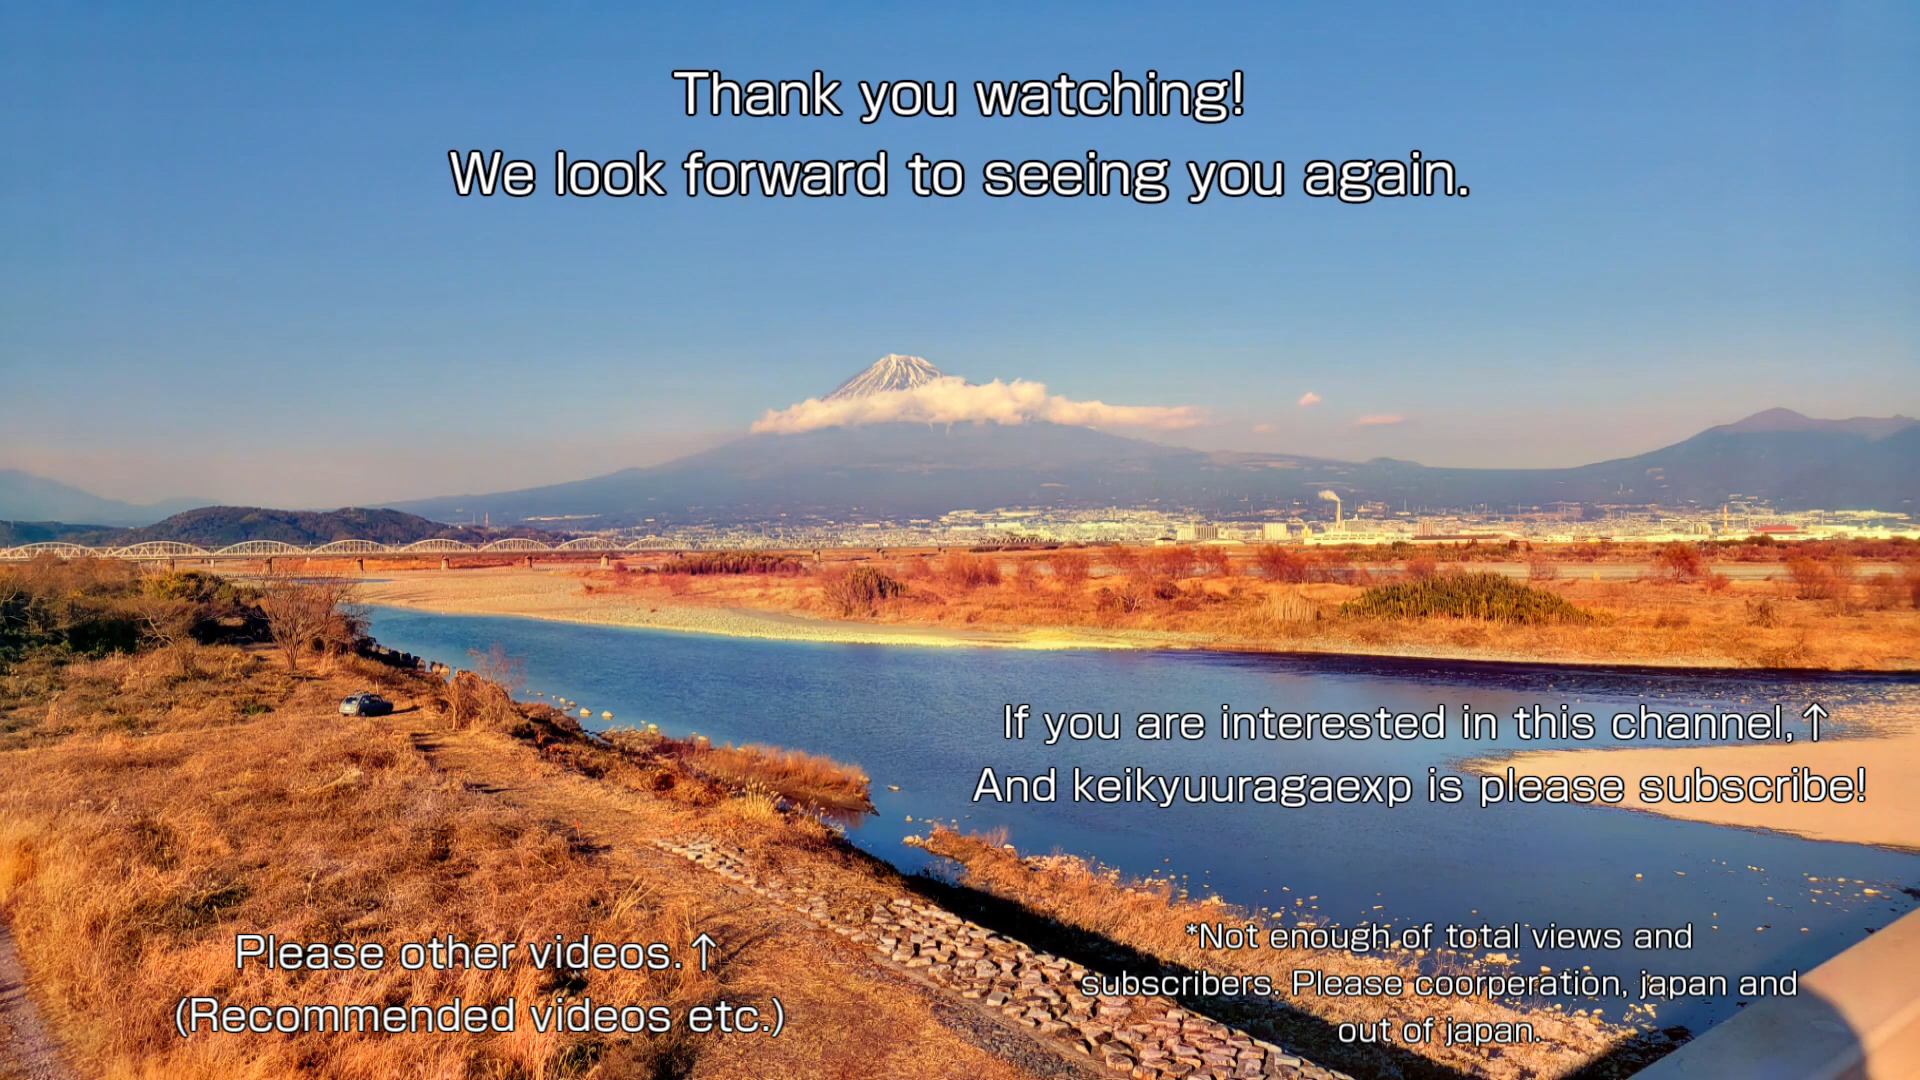 Thank you watching!
We look forward to seeing you again.
If you are interested in this channel,↑
And keikyuuragaexp is please subscribe!
Please other videos.↑
(Recommended videos etc.)
*Not enough of total views and
subscribers. Please coorperation, japan and
out of japan.